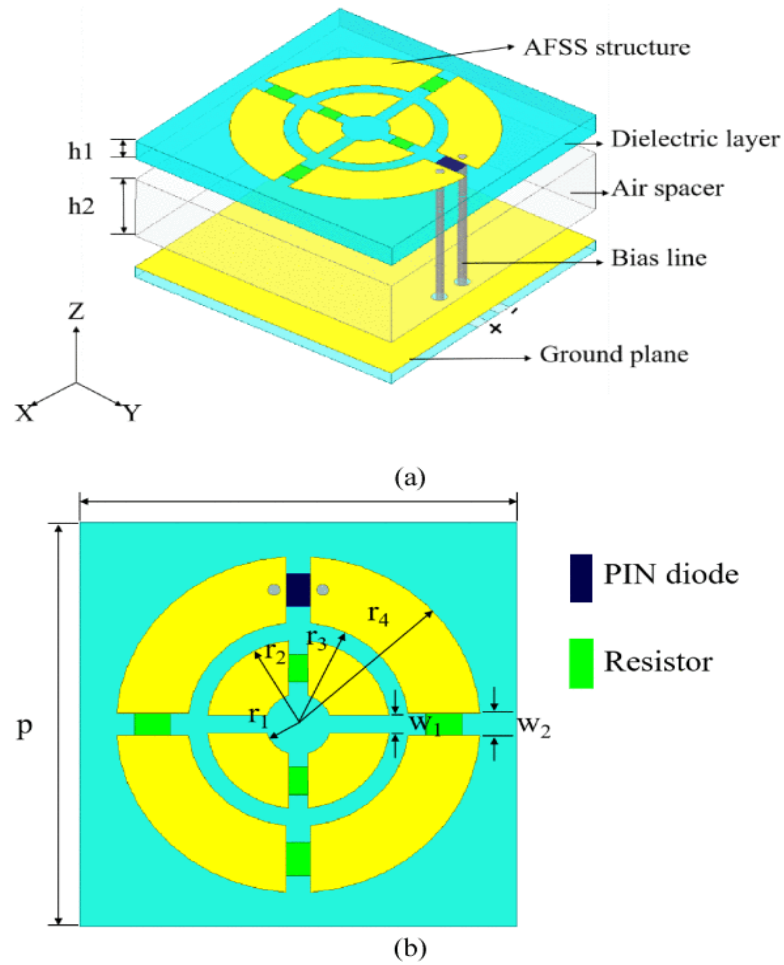 AFSS structure
h1
Dielectric layer
h2
Air spacer
Bias line
Z
+ -
X
Y
Ground plane
(a)
PIN diode
r4
r2
r3
Resistor
r1
p
w1
w2
(b)